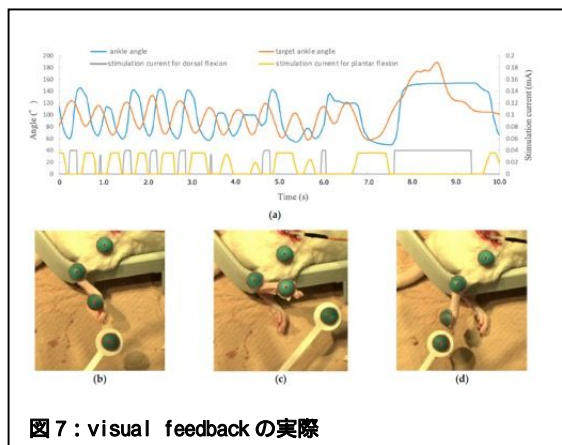 ankle angle
target ankle angle
stimulation current for dorsal flexion
stimulation current for plantar flexion
200
180
160
140
120
100
80
60
40
20
0
Angle(°)
0.2
0.18
0.16
0.14
0.12
0.1
0.08
0.06
0.04
0.02
0
Stimulation current (mA)
0 1.0 2.0 3.0 4.0 5.0 6.0 7.0 8.0 9.0 10.0
Time (s)
(a)
(b) (c) (d)
図7：visual feedbackの実際